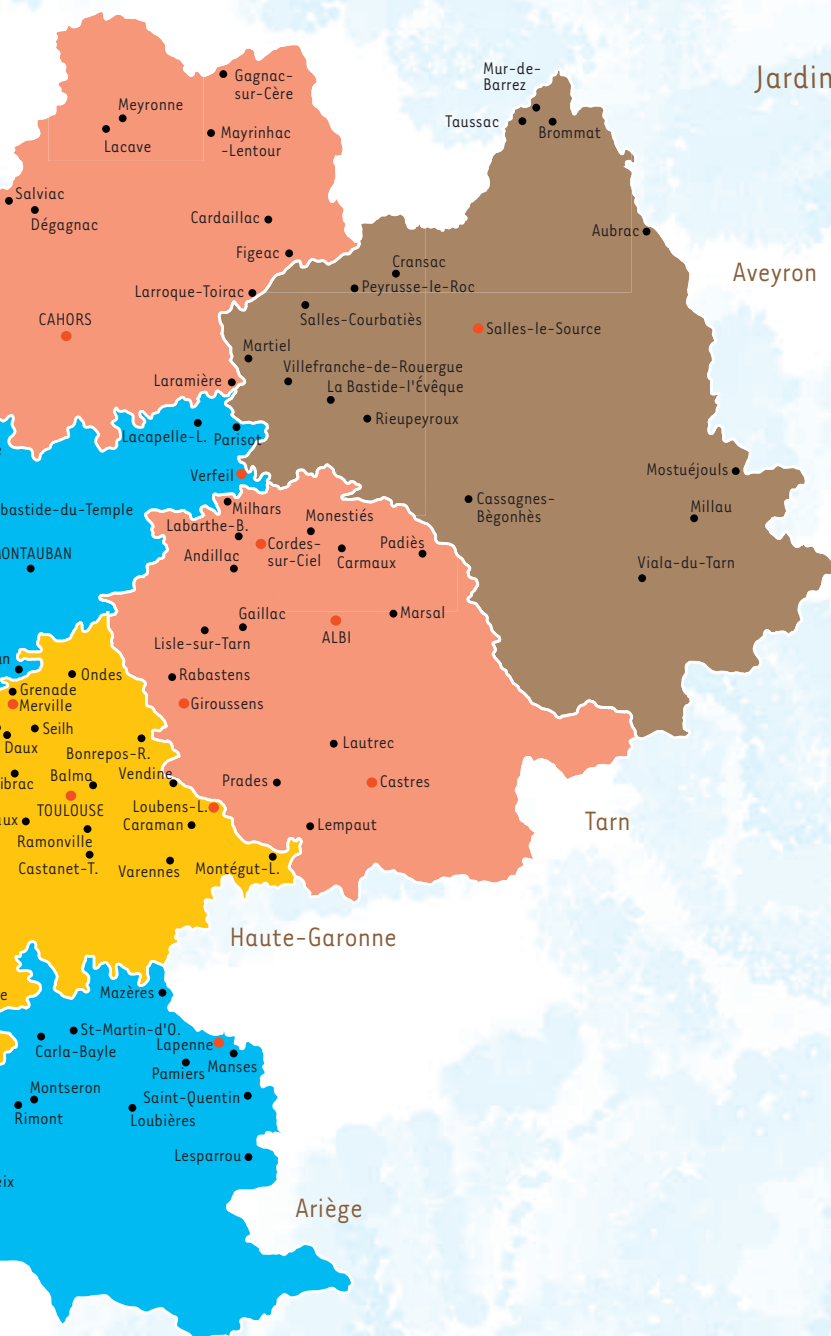 Jardin
Mur-de-
Barrez
Gagnac-
sur-Cère
Meyronne
Taussac
Brommat
Lacave
Mayrinhac
-Lentour
Salviac
Dégagnac
Cardaillac
Aubrac
Figeac
Cransac
Aveyron
Larroque-Toirac
Peyrusse-le-Roc
CAHORS
Salles-Courbatiès
Salles-le-Source
Martiel
Villefranche-de-Rouergue
Laramière
La Bastide-l'Évêque
Rieupeyroux
Lacapelle-L.
Parisot
Verfeil
Mostuéjouls
bastide-du-Temple
Milhars
Cassagnes-
Bègonhès
Millau
Labarthe-B.
Monestiés
MONTAUBAN
Andillac
Cordes-
sur-Ciel
Carmaux
Padiès
Viala-du-Tarn
Gaillac
Marsal
Lisle-sur-Tarn
ALBI
Ondes
Rabastens
Grenade
Merville
Giroussens
Seilh
Daux
Bonrepos-R.
Lautrec
ibrac
Balma
Vendine
Prades
Castres
TOULOUSE
Loubens-L.
aux
Caraman
Lempaut
Tarn
Ramonville
Castanet-T.
Varennes
Montégut-L.
Haute-Garonne
Mazères
St-Martin-d'O.
Carla-Bayle
Lapenne
Pamiers
Manses
Montseron
Saint-Quentin
Rimont
Loubières
Lesparrou
eix
Ariège